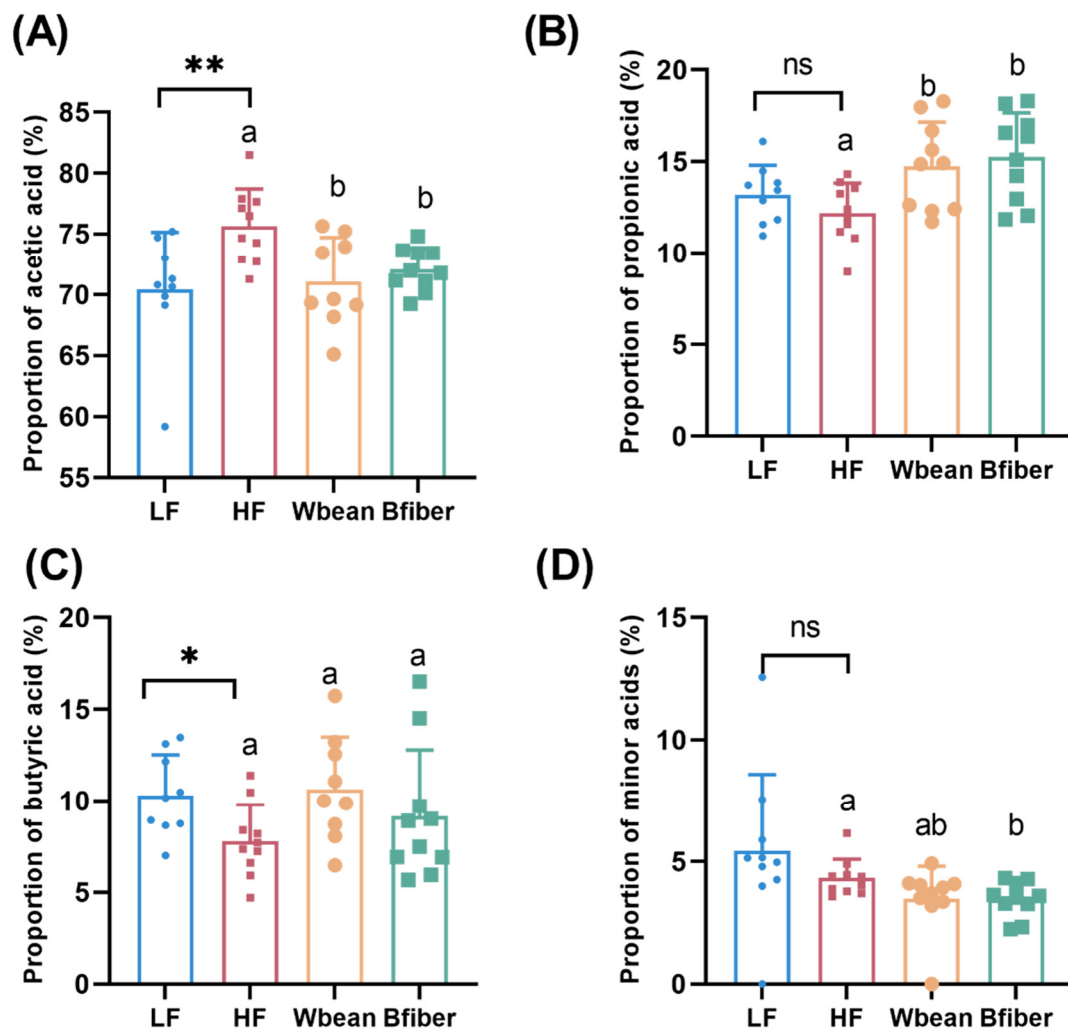 (A)
**
Proportion of acetic acid (%)
85
80
75
70
65
60
55
a
b
b
LF HF Wbean Bfiber
(B)
ns
Proportion of propionic acid (%)
20
15
10
5
0
a
b
b
LF HF Wbean Bfiber
(C)
*
Proportion of butyric acid (%)
20
15
10
5
0
a
a
a
LF HF Wbean Bfiber
(D)
ns
Proportion of minor acids (%)
15
10
5
0
a
ab
b
LF HF Wbean Bfiber